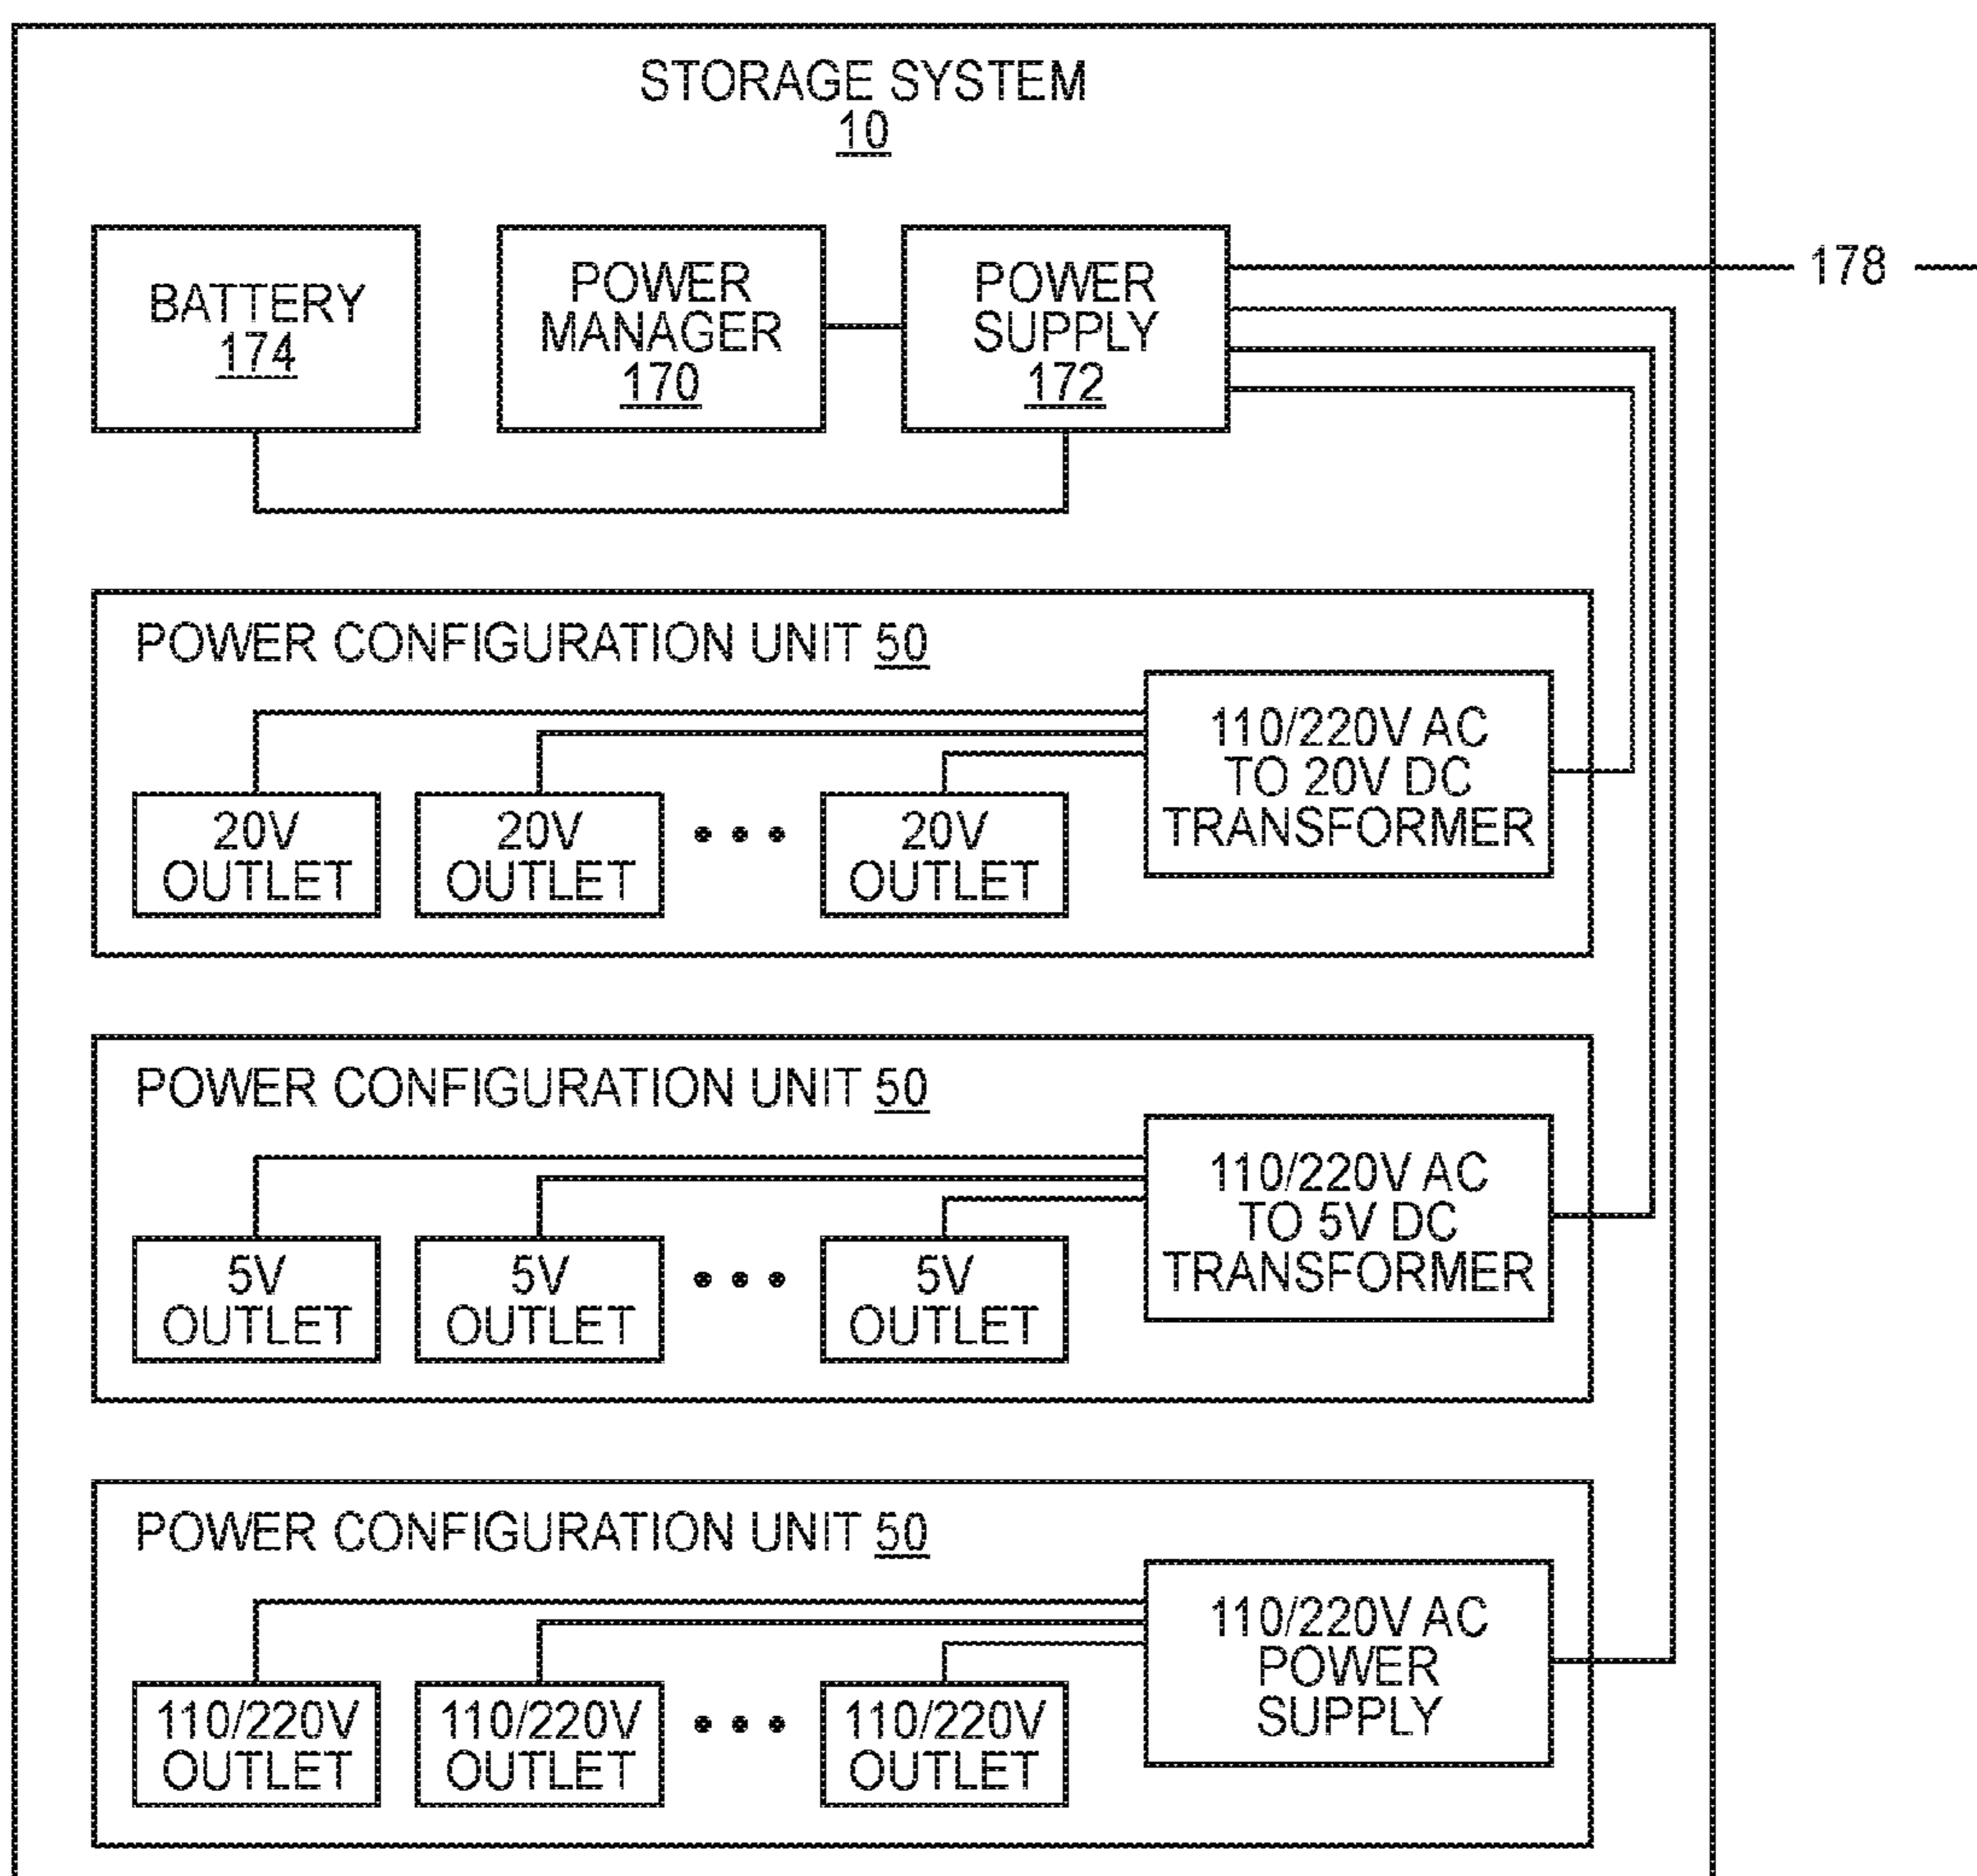 STORAGE SYSTEM
10
BATTERY
174
POWER
MANAGER
170
POWER
SUPPLY
172
178
POWER CONFIGURATION UNIT 50
110/220V AC
TO 20V DC
TRANSFORMER
20V
OUTLET
20V
OUTLET
20V
OUTLET
POWER CONFIGURATION UNIT 50
110/220V AC
TO 5V DC
TRANSFORMER
5V
OUTLET
5V
OUTLET
5V
OUTLET
POWER CONFIGURATION UNIT 50
110/220V AC
POWER
SUPPLY
110/220V
OUTLET
110/220V
OUTLET
110/220V
OUTLET